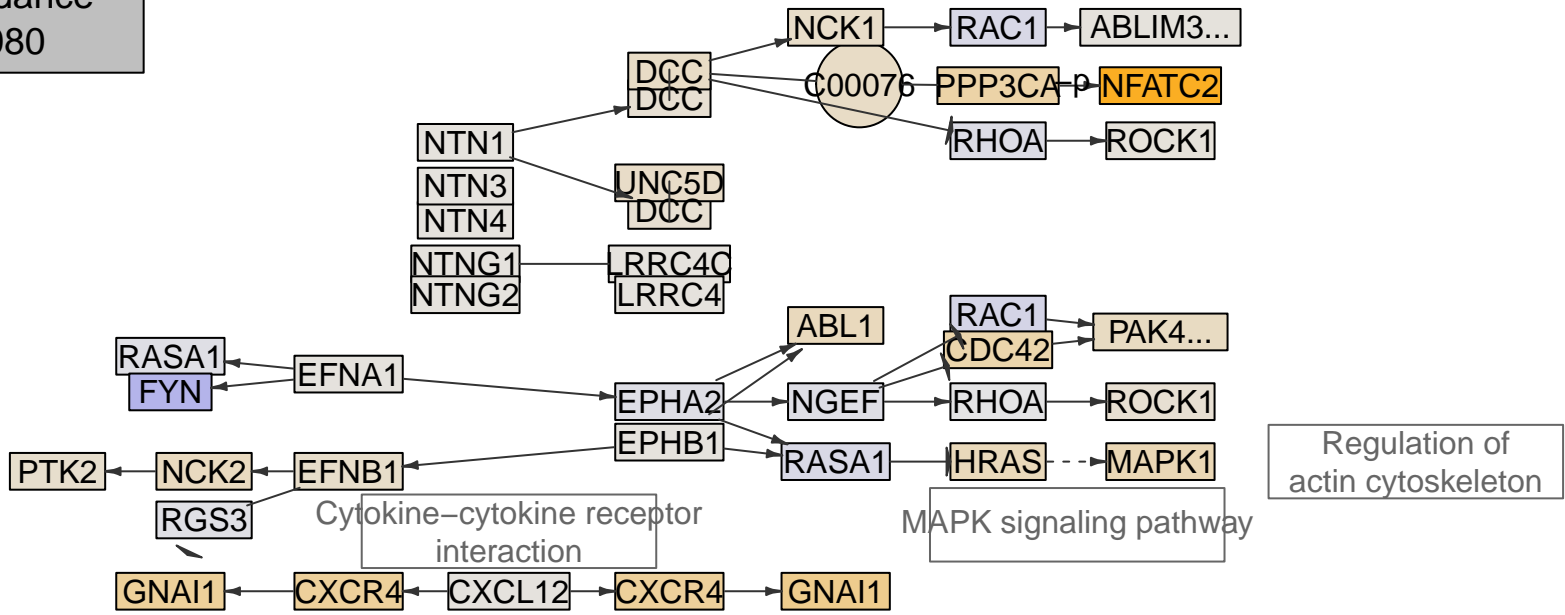 080
NCK1
RAC1
ABLIM3...
DCC
DCC
C00076
PPP3CA
-p
NFATC2
NTN1
RHOA
ROCK1
NTN3
NTN4
UNC5D
DCC
NTNG1
NTNG2
LRRC4C
LRRC4
ABL1
RAC1
CDC42
PAK4...
RASA1
FYN
EFNA1
EPHA2
NGEF
RHOA
ROCK1
EPHB1
RASA1
HRAS
MAPK1
PTK2
NCK2
EFNB1
RGS3
Regulation of
actin cytoskeleton
Cytokine−cytokine receptor
interaction
MAPK signaling pathway
GNAI1
CXCR4
CXCL12
CXCR4
GNAI1